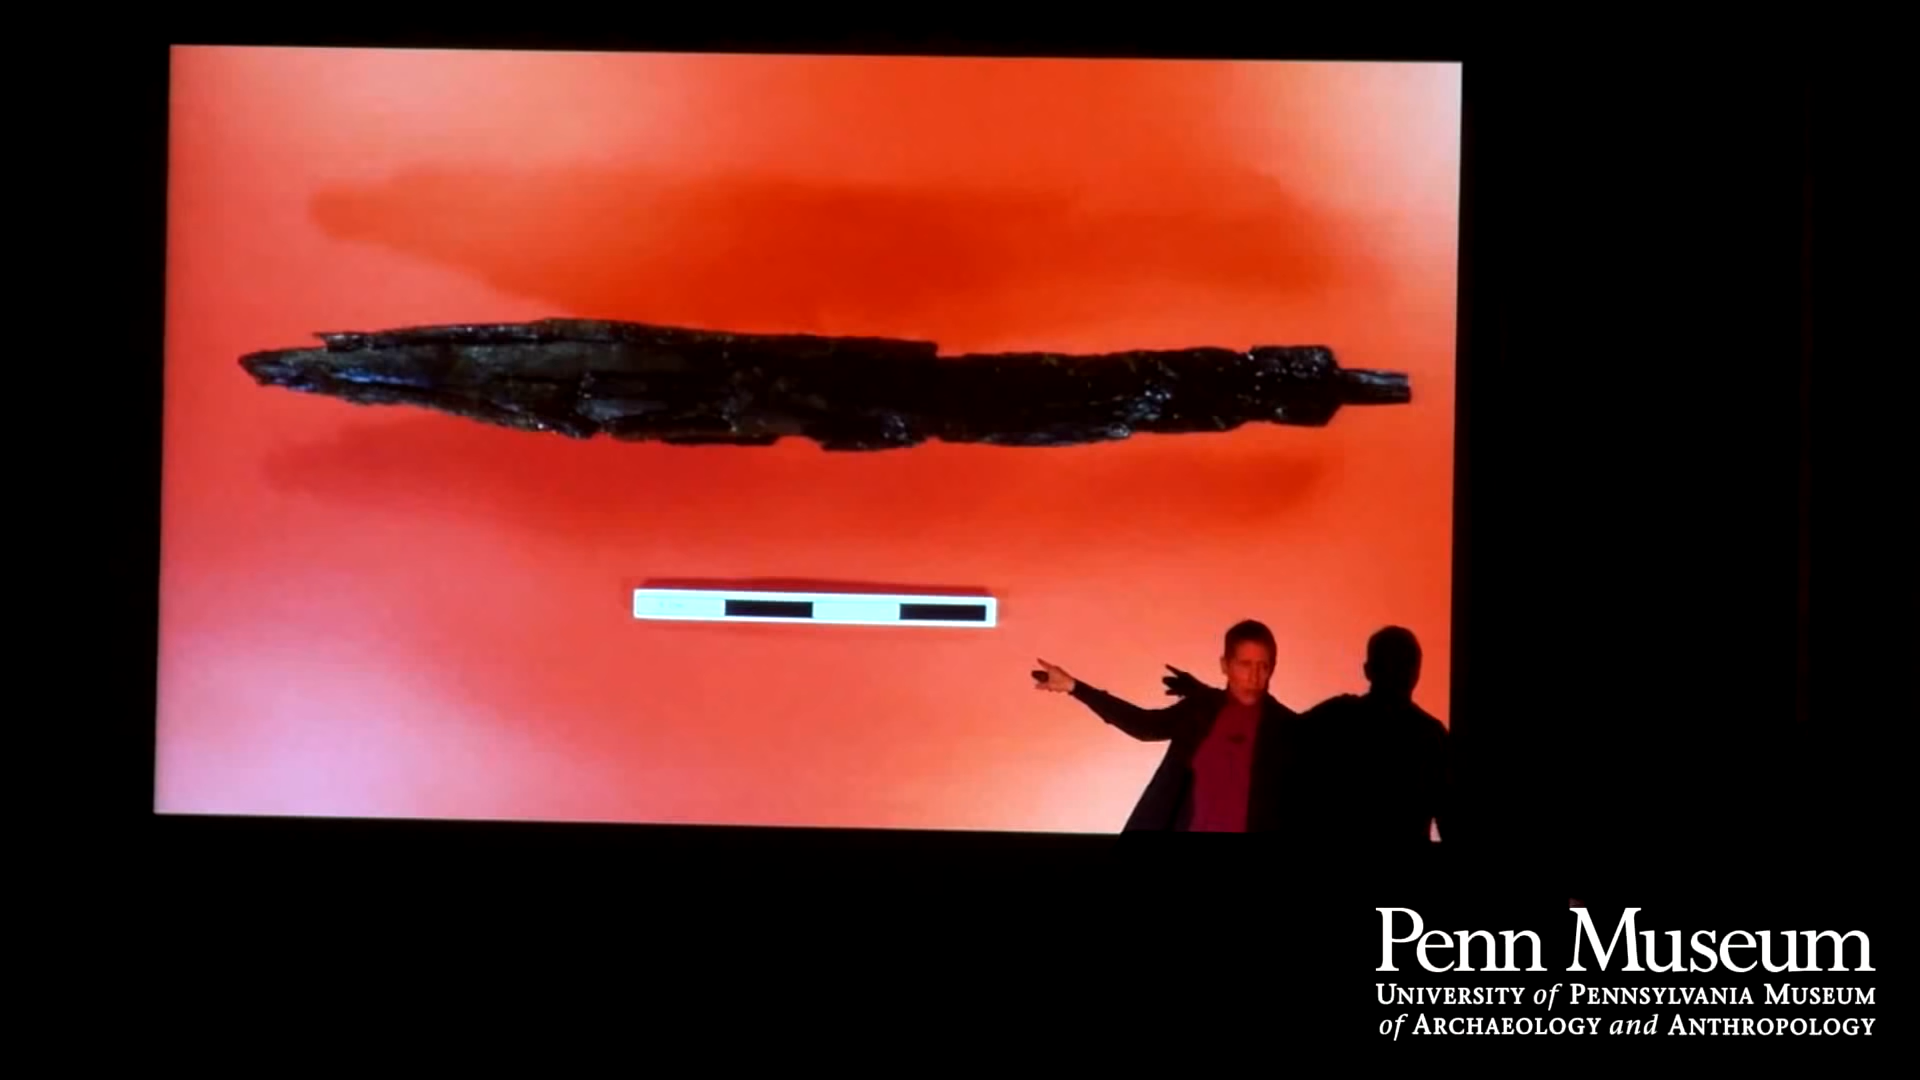 Penn Museum
UNIVERSITY of PENNSYLVANIA MUSEUM
of ARCHAEOLOGY and ANTHROPOLOGY